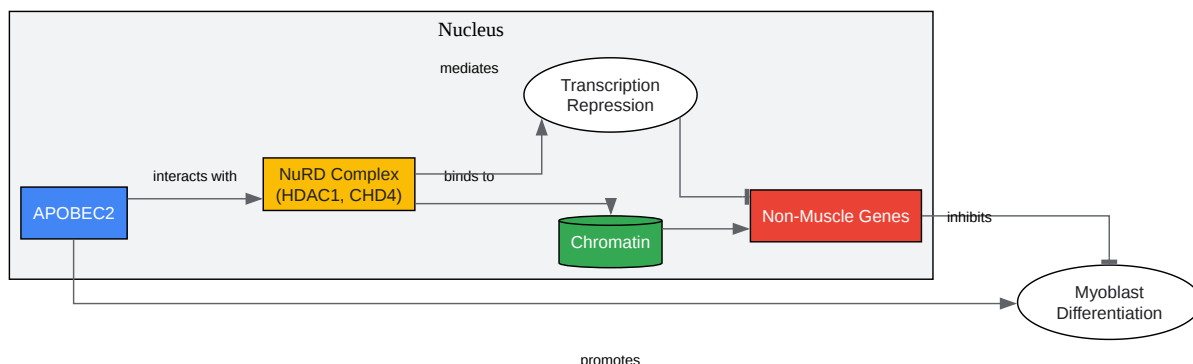 Nucleus
mediates
Transcription
Repression
interacts with
NuRD Complex
(HDAC1, CHD4)
binds to
APOBEC2
Non-Muscle Genes
inhibits
Chromatin
Myoblast
Differentiation
promotes